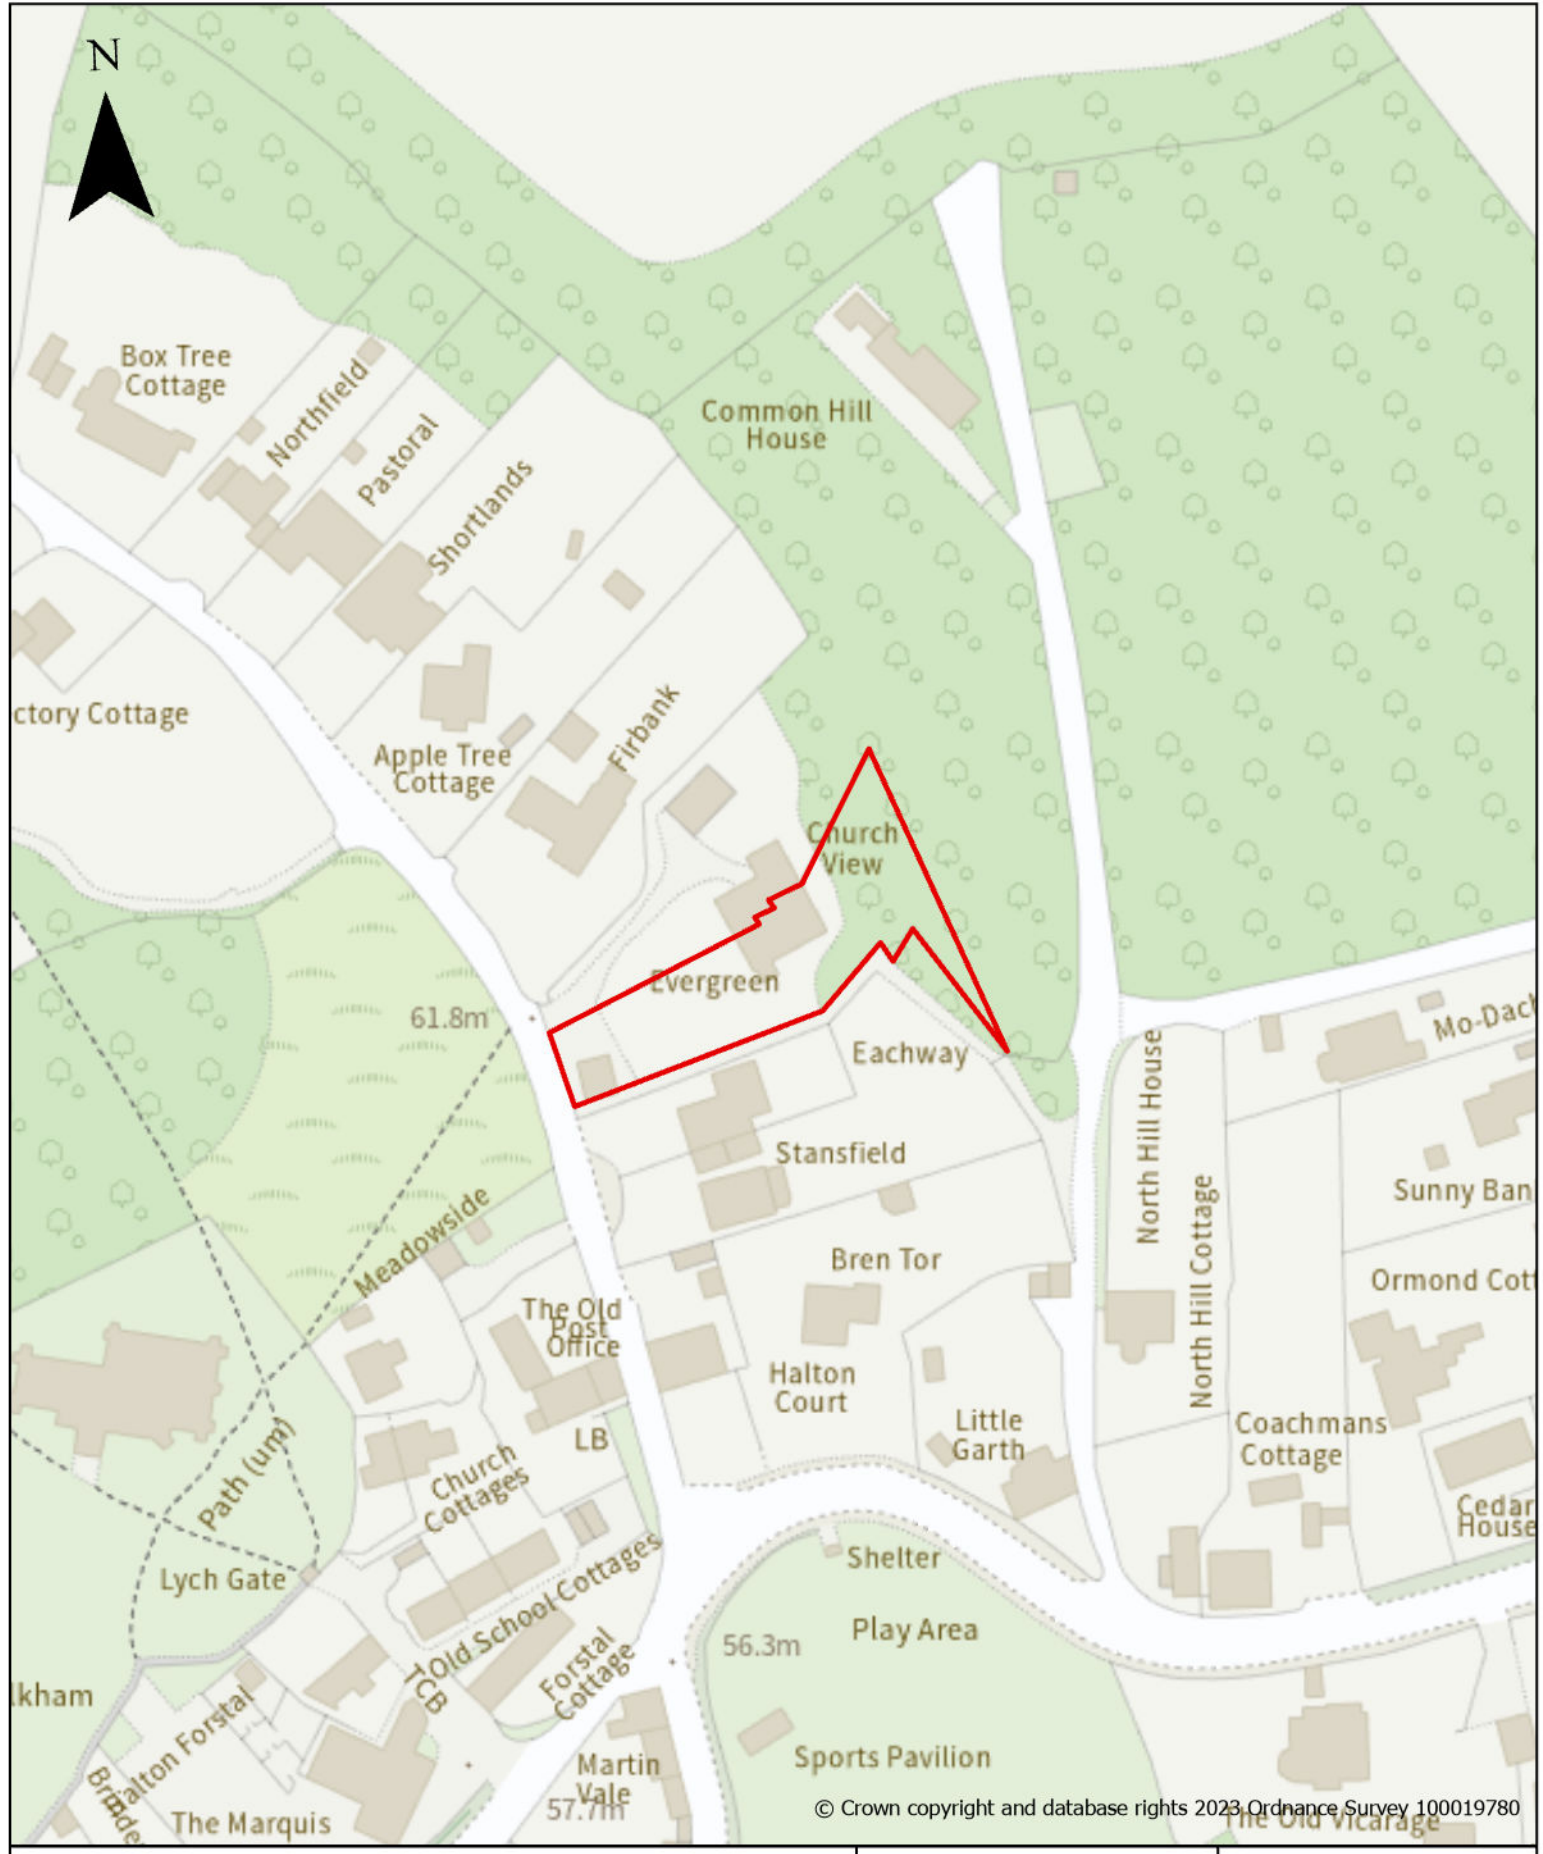 N
Box Tree
Cottage
Northfield
Pastoral
Shortlands
Common Hill
House
ctory Cottage
Apple Tree
Cottage
Firbank
Church
View
Evergreen
61.8m
Eachway
Mo-Dach
North Hill House
Stansfield
Sunny Ban
Meadowside
North Hill Cottage
Bren Tor
Ormond Cott
The Old
Post
Office
Halton
Court
Little
Garth
Coachmans
Cottage
LB
Path (um)
Church
Cottages
Cedar
House
Shelter
Lych Gate
Old School Cottages
Play Area
56.3m
TCB
Forstal
Cottage
lkham
Malton Forstal
Martin
Vale
Sports Pavilion
57.7m
The Marquis
© Crown copyright and database rights 2023 Ordnance Survey 100019780
The Old Vicarage